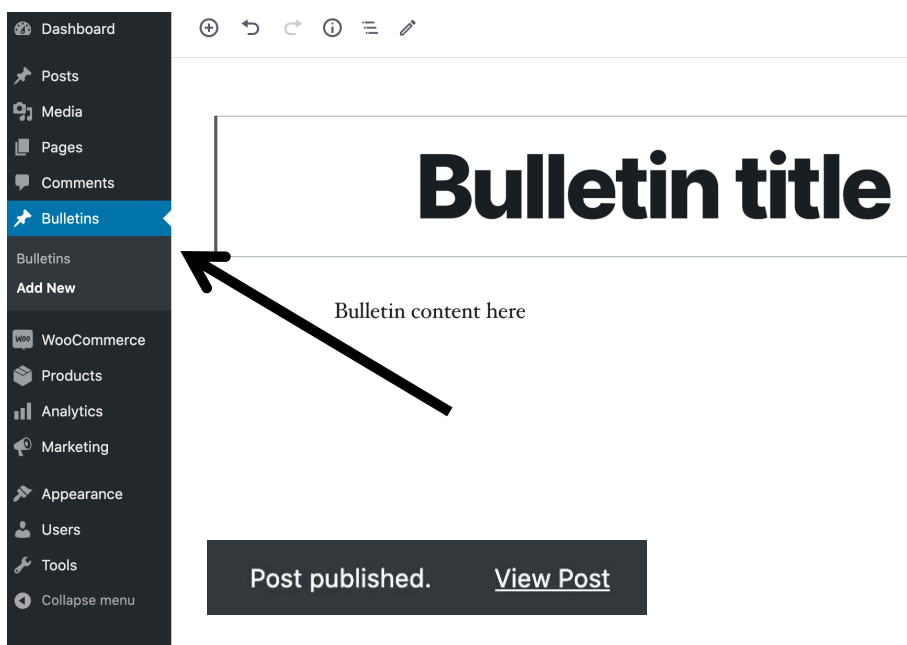 Dashboard
Posts
Media
Pages
Comments
Bulletins
Bulletins
Add New
WOO WooCommerce
Products
Analytics
Marketing
Appearance
Users
Tools
Collapse menu
Bulletin title
Bulletin content here
Post published. View Post